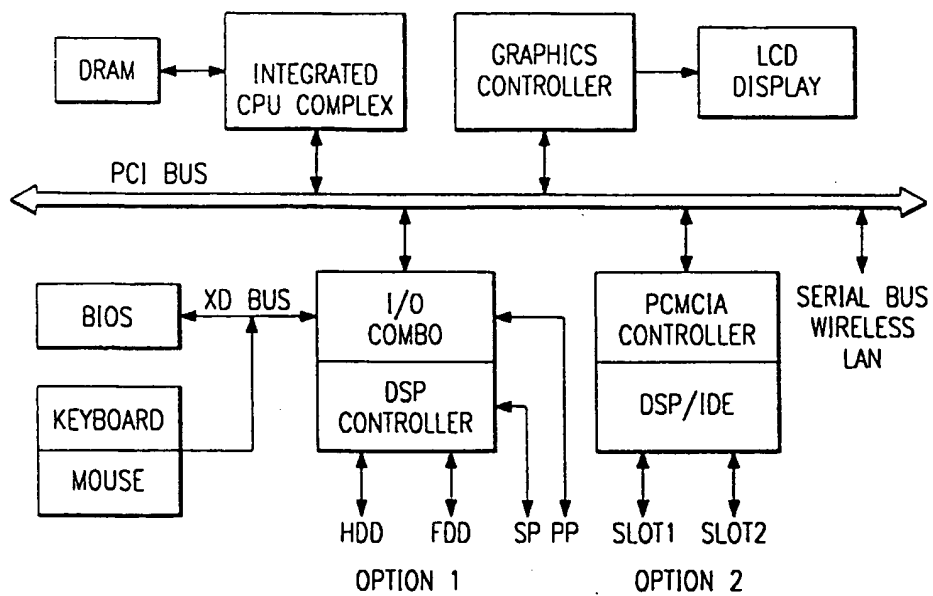 DRAM
INTEGRATED
CPU COMPLEX
GRAPHICS
CONTROLLER
LCD
DISPLAY
PCI BUS
BIOS
XD BUS
I/O
COMBO
DSP
CONTROLLER
KEYBOARD
MOUSE
PCMCIA
CONTROLLER
DSP/IDE
SERIAL BUS
WIRELESS
LAN
HDD
FDD
SP
PP
SLOT1
SLOT2
OPTION 1
OPTION 2